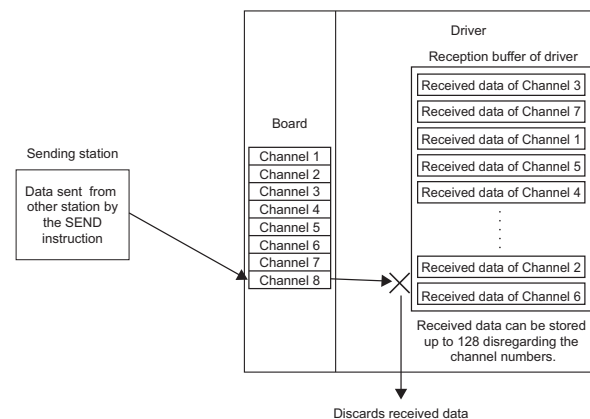 Driver
Reception buffer of driver
Received data of Channel 3
Received data of Channel 7
Received data of Channel 1
Received data of Channel 5
Received data of Channel 4
Received data of Channel 2
Received data of Channel 6
Received data can be stored
up to 128 disregarding the
channel numbers.
Board
Channel 1
Channel 2
Channel 3
Channel 4
Channel 5
Channel 6
Channel 7
Channel 8
Sending station
Data sent from
other station by
the SEND
instruction
Discards received data